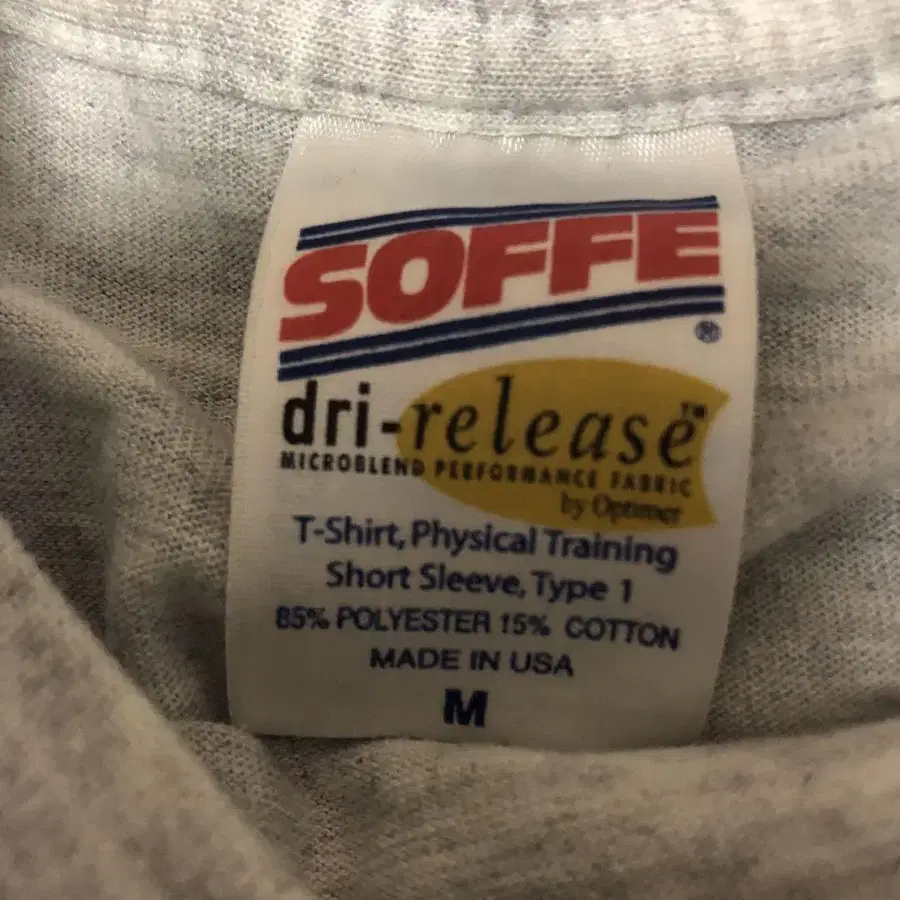 SOFFE
®
dri-release™
MICROBLEND PERFORMANCE FABRIC
by Optimer
T-Shirt, Physical Training
Short Sleeve, Type 1
85% POLYESTER 15% COTTON
MADE IN USA
M